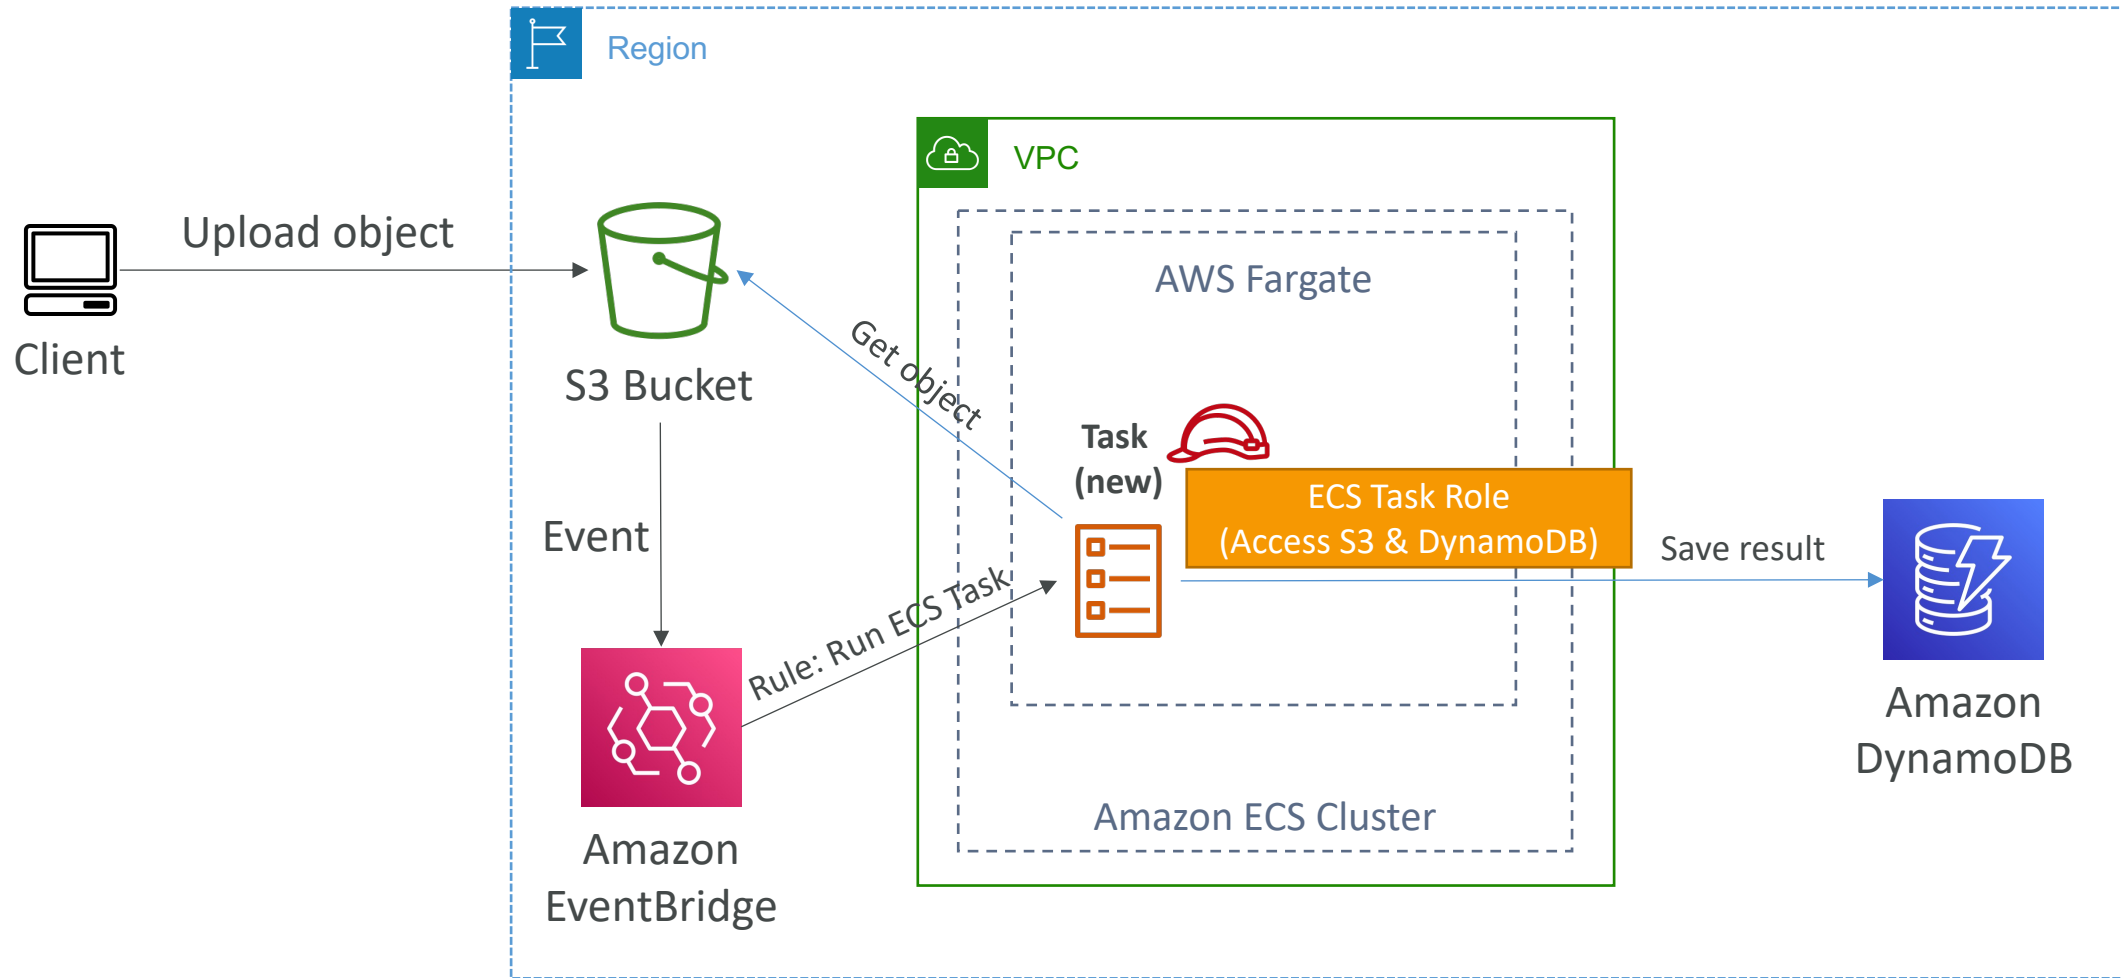 Region
VPC
Upload object
Client
S3 Bucket
Get object
AWS Fargate
Task
(new)
ECS Task Role
(Access S3 & DynamoDB)
Save result
Event
Rule: Run ECS Task
Amazon
DynamoDB
Amazon ECS Cluster
Amazon
EventBridge